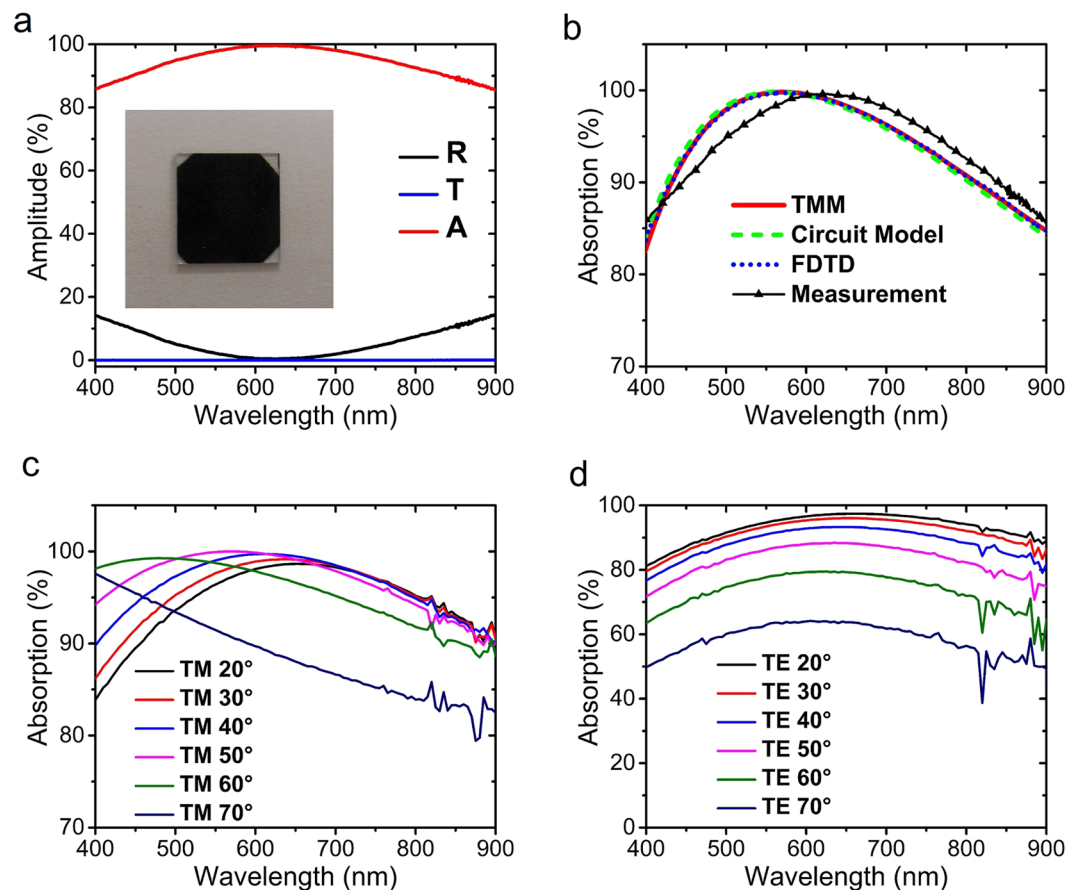 a
100
80
60
40
20
0
Amplitude (%)
R
T
A
400 500 600 700 800 900
Wavelength (nm)
b
100
90
80
70
Absorption (%)
TMM
Circuit Model
FDTD
Measurement
400 500 600 700 800 900
Wavelength (nm)
c
100
90
80
70
Absorption (%)
TM 20°
TM 30°
TM 40°
TM 50°
TM 60°
TM 70°
400 500 600 700 800 900
Wavelength (nm)
d
100
80
60
40
20
0
Absorption (%)
TE 20°
TE 30°
TE 40°
TE 50°
TE 60°
TE 70°
400 500 600 700 800 900
Wavelength (nm)